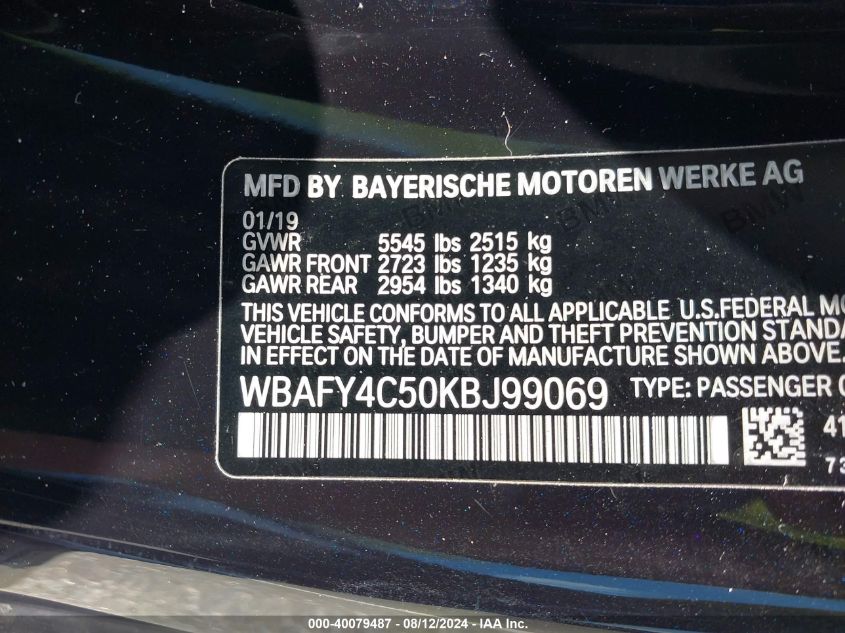 MFD BY BAYERISCHE MOTOREN WERKE AG
01/19
GVWR 5545 lbs 2515 kg
GAWR FRONT 2723 lbs 1235 kg
GAWR REAR 2954 lbs 1340 kg
THIS VEHICLE CONFORMS TO ALL APPLICABLE U.S.FEDERAL MO
VEHICLE SAFETY, BUMPER AND THEFT PREVENTION STANDA
IN EFFECT ON THE DATE OF MANUFACTURE SHOWN ABOVE.
WBAFY4C50KBJ99069 TYPE: PASSENGER C
41
73
000-40079487 - 08/12/2024 - IAA Inc.